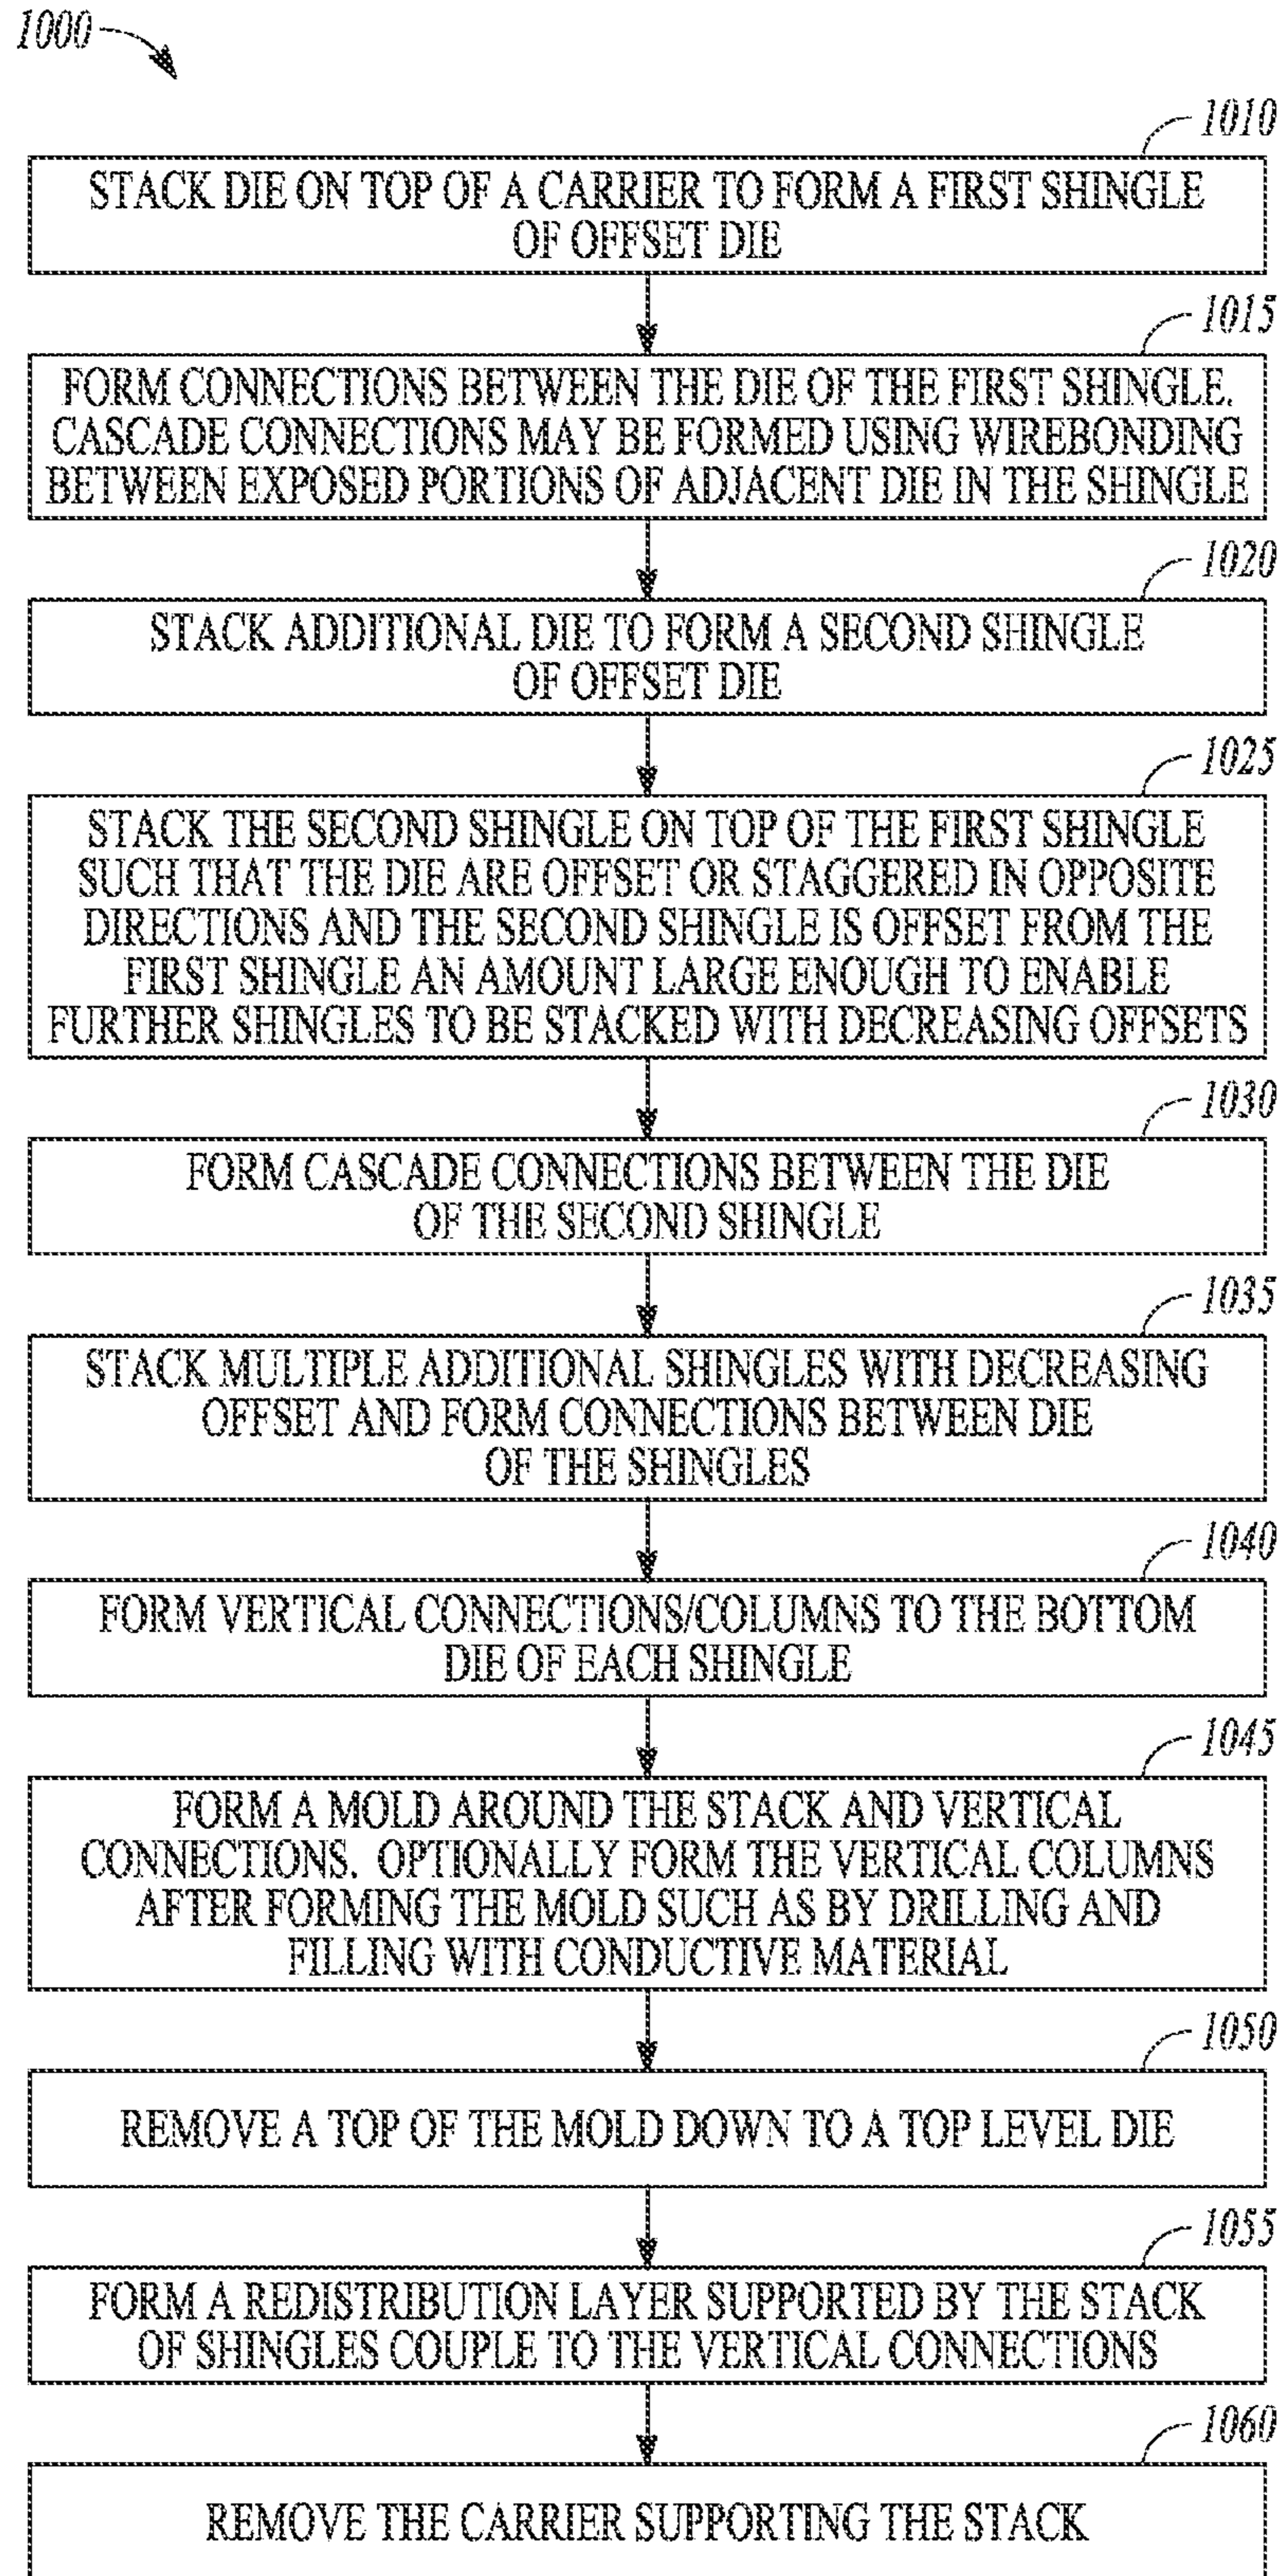 1000
1010
STACK DIE ON TOP OF A CARRIER TO FORM A FIRST SHINGLE
OF OFFSET DIE
1015
FORM CONNECTIONS BETWEEN THE DIE OF THE FIRST SHINGLE.
CASCADE CONNECTIONS MAY BE FORMED USING WIREBONDING
BETWEEN EXPOSED PORTIONS OF ADJACENT DIE IN THE SHINGLE
1020
STACK ADDITIONAL DIE TO FORM A SECOND SHINGLE
OF OFFSET DIE
1025
STACK THE SECOND SHINGLE ON TOP OF THE FIRST SHINGLE
SUCH THAT THE DIE ARE OFFSET OR STAGGERED IN OPPOSITE
DIRECTIONS AND THE SECOND SHINGLE IS OFFSET FROM THE
FIRST SHINGLE AN AMOUNT LARGE ENOUGH TO ENABLE
FURTHER SHINGLES TO BE STACKED WITH DECREASING OFFSETS
1030
FORM CASCADE CONNECTIONS BETWEEN THE DIE
OF THE SECOND SHINGLE
1035
STACK MULTIPLE ADDITIONAL SHINGLES WITH DECREASING
OFFSET AND FORM CONNECTIONS BETWEEN DIE
OF THE SHINGLES
1040
FORM VERTICAL CONNECTIONS/COLUMNS TO THE BOTTOM
DIE OF EACH SHINGLE
1045
FORM A MOLD AROUND THE STACK AND VERTICAL
CONNECTIONS. OPTIONALLY FORM THE VERTICAL COLUMNS
AFTER FORMING THE MOLD SUCH AS BY DRILLING AND
FILLING WITH CONDUCTIVE MATERIAL
1050
REMOVE A TOP OF THE MOLD DOWN TO A TOP LEVEL DIE
1055
FORM A REDISTRIBUTION LAYER SUPPORTED BY THE STACK
OF SHINGLES COUPLE TO THE VERTICAL CONNECTIONS
1060
REMOVE THE CARRIER SUPPORTING THE STACK